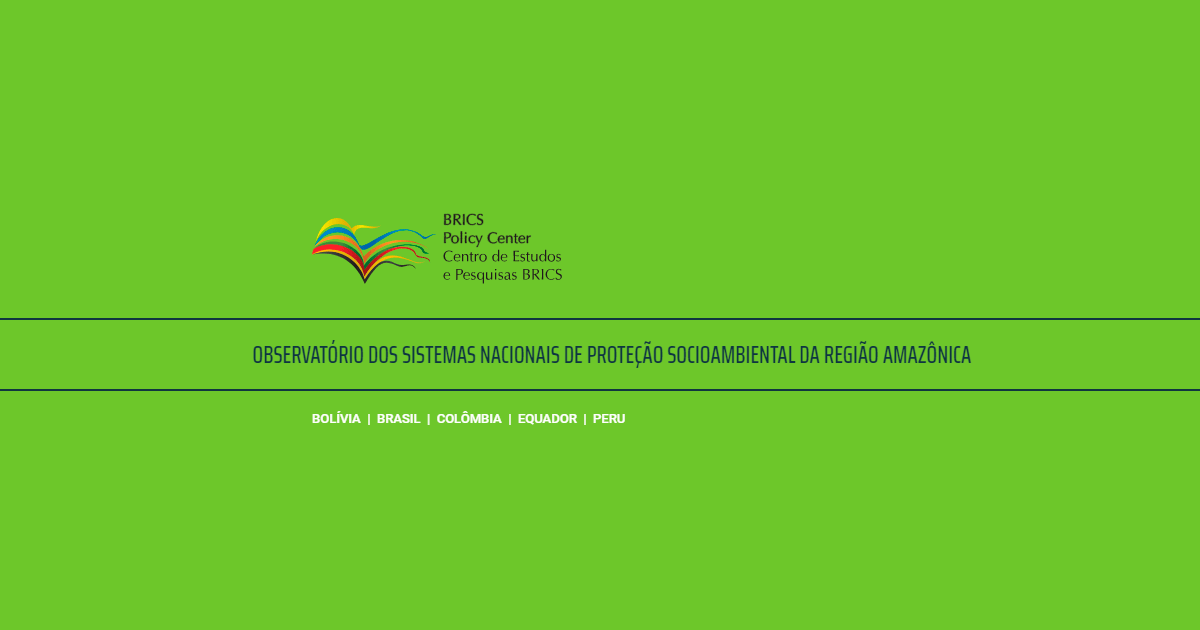 BRICS
Policy Center
Centro de Estudos
e Pesquisas BRICS
OBSERVATÓRIO DOS SISTEMAS NACIONAIS DE PROTEÇÃO SOCIOAMBIENTAL DA REGIÃO AMAZÔNICA
BOLÍVIA | BRASIL | COLÔMBIA | EQUADOR | PERU